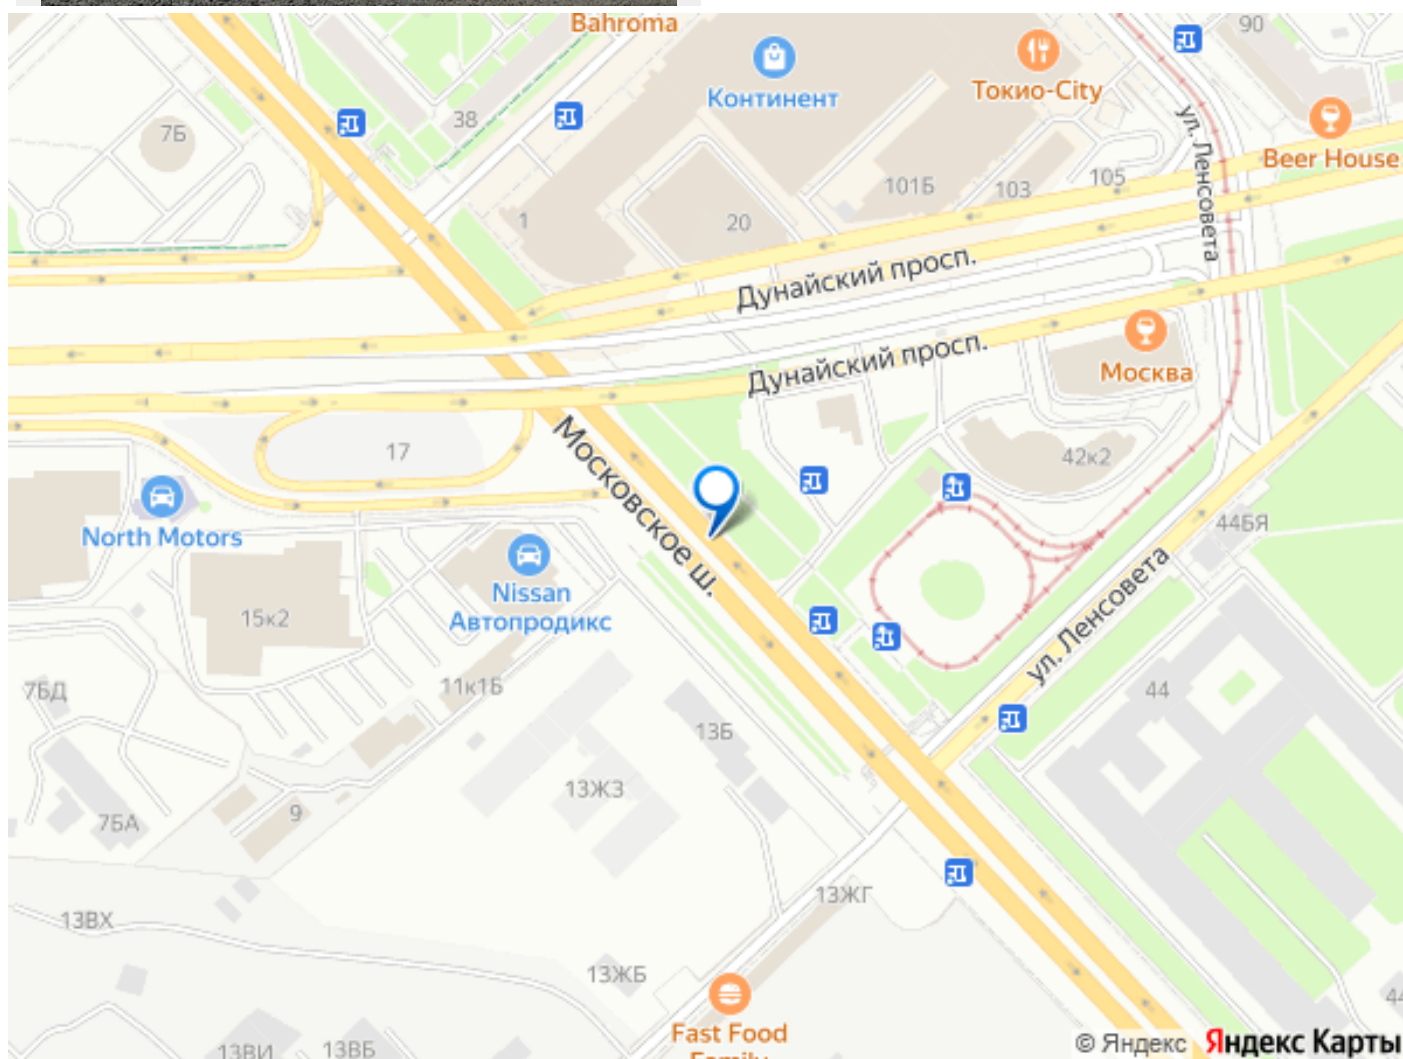 Bahroma
90
Континент
Токио-City
ул. Ленсовета
7Б
38
Beer House
101Б
103
105
1
20
Дунайский просп.
Дунайский просп.
Москва
Московское ш.
17
42к2
North Motors
44БЯ
Nissan
Автопродикс
15к2
ул. Ленсовета
7БД
11к1Б
44
13Б
13ЖЗ
9
7БА
13ЖГ
13ВХ
13ЖБ
44
Fast Food
Family
13ВИ
13ВБ
© Яндекс Яндекс Карты